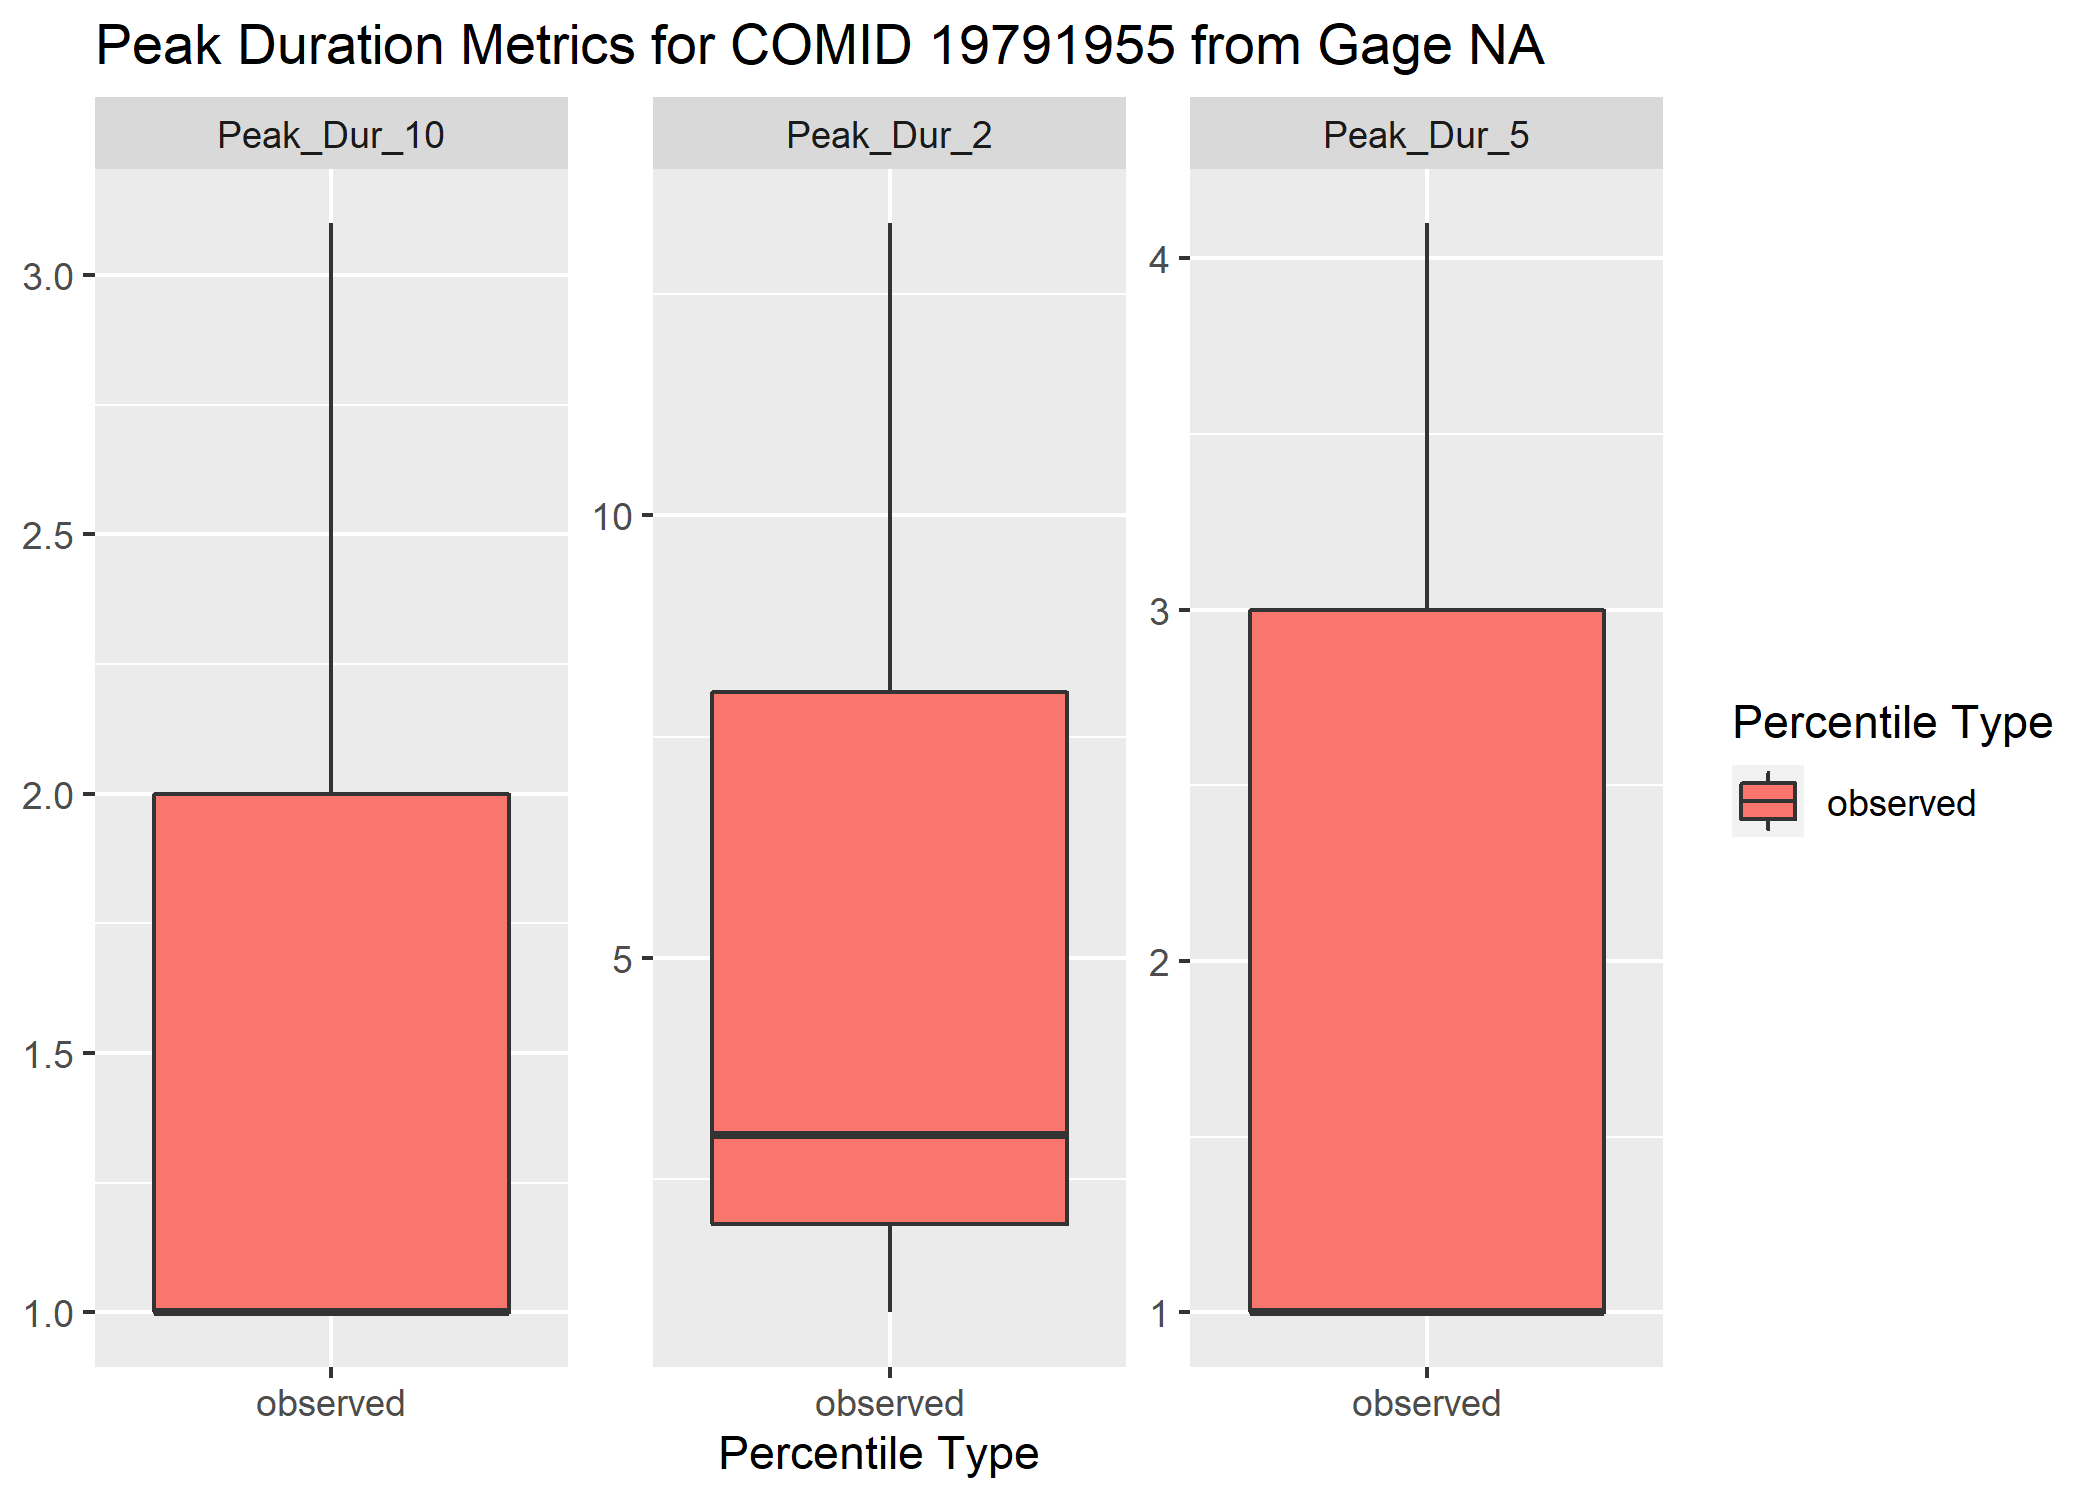 Peak Duration Metrics for COMID 19791955 from Gage NA
Peak_Dur_10
Peak_Dur_2
Peak_Dur_5
3.0
2.5
2.0
1.5
1.0
10
5
4
3
2
1
observed
observed
observed
Percentile Type
Percentile Type
observed